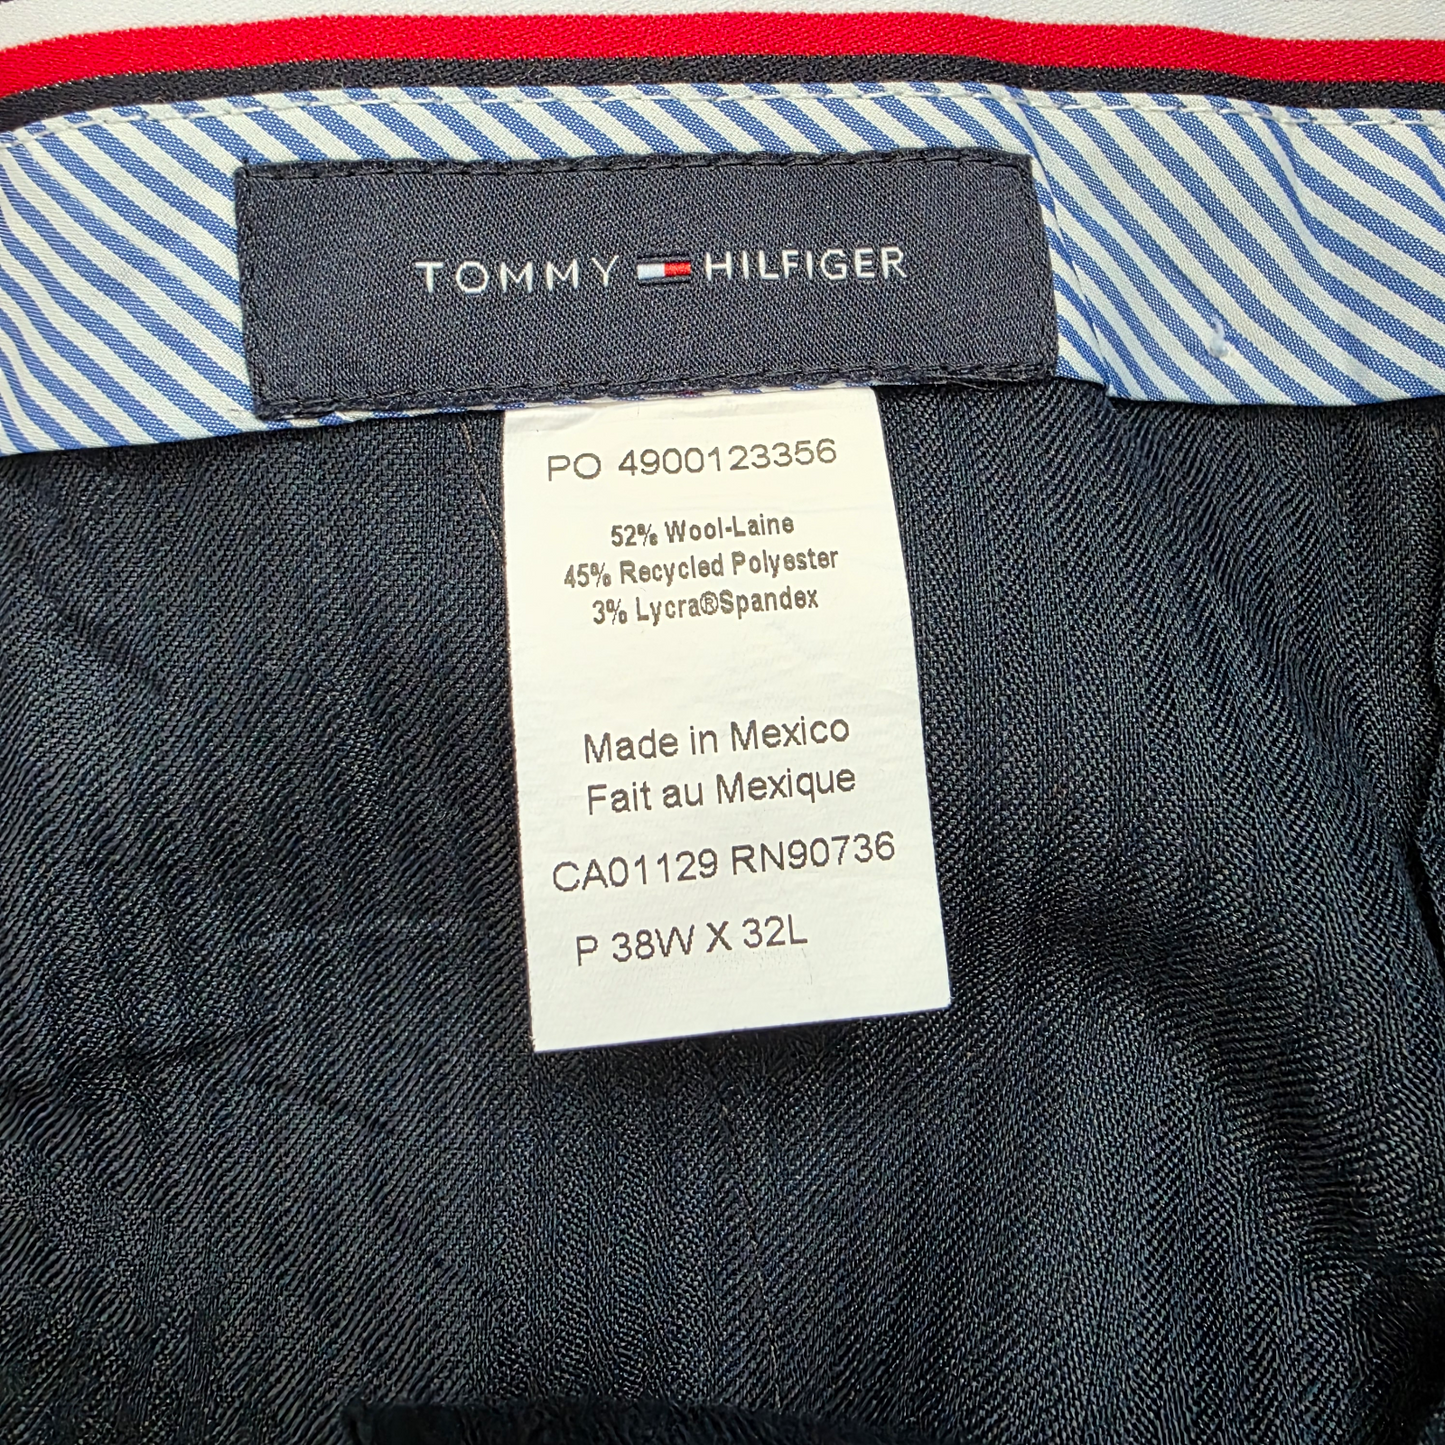 TOMMY HILFIGER
PO 4900123356
52% Wool-Laine
45% Recycled Polyester
3% Lycra®Spandex
Made in Mexico
Fait au Mexique
CA01129 RN90736
P 38W X 32L